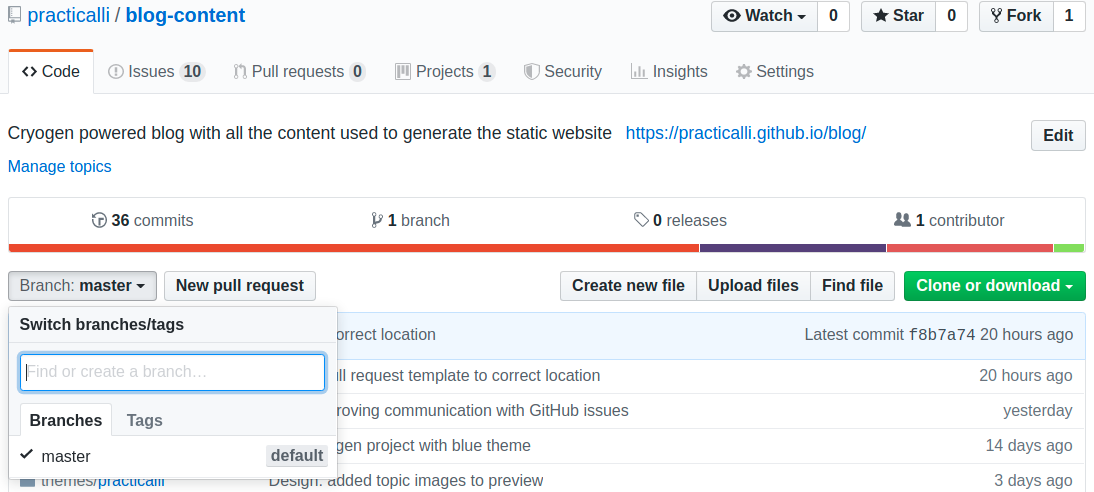 practicalli / blog-content Watch 0 Star 0 Fork 1
Code Issues 10 Pull requests 0 Projects 1 Security Insights Settings
Cryogen powered blog with all the content used to generate the static website https://practicalli.github.io/blog/ Edit
Manage topics
36 commits 1 branch 0 releases 1 contributor
Branch: master New pull request Create new file Upload files Find file Clone or download
Switch branches/tags
orrect location Latest commit f8b7a74 20 hours ago
Find or create a branch...
ll request template to correct location 20 hours ago
roving communication with GitHub issues yesterday
Branches Tags
gen project with blue theme 14 days ago
master default
themes/practicalli Design: added topic images to preview 3 days ago